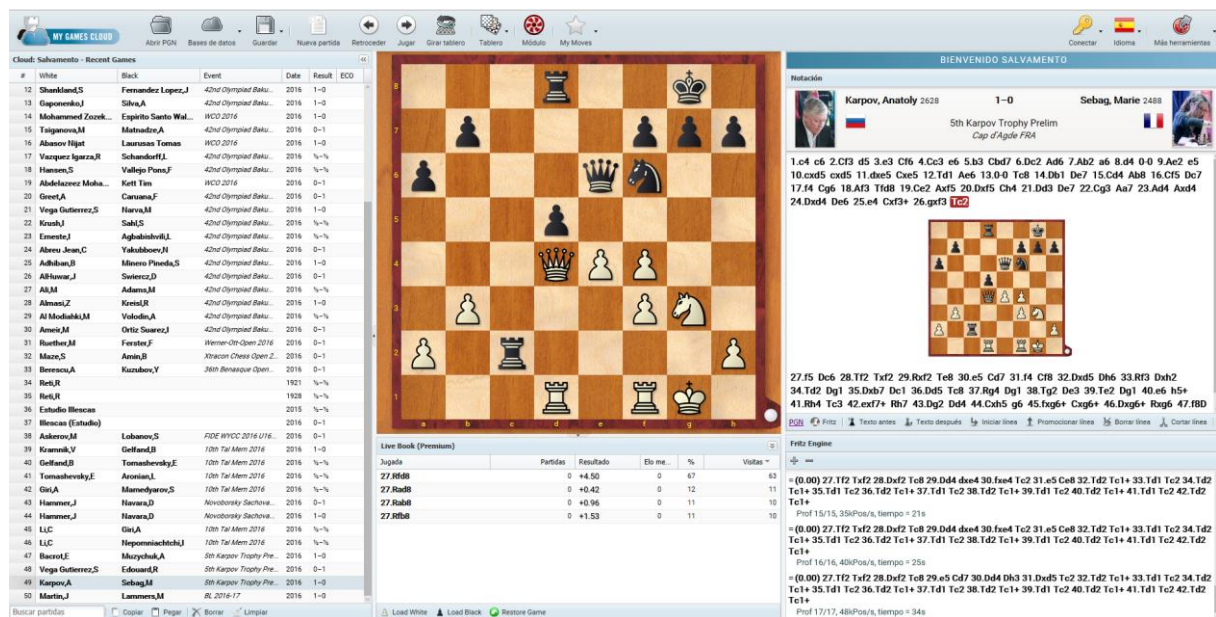 MY GAMES CLOUD
Abrir PGN Bases de datos Guardar Nueva partida Retroceder Jugar Girar tablero Tablero Módulo My Moves Conectar Idioma Más herramientas
Cloud: Salvamento - Recent Games
# White Black Event Date Result ECO
12 Shankland,S Fernandez Lopez,J 42nd Olympiad Baku... 2016 1-0
13 Gaponenko,I Silva,A 42nd Olympiad Baku... 2016 1-0
14 Mohammed Zozek... Espirito Santo Wal... WCO 2016 2016 1-0
15 Tsiganova,M Matnadze,A 42nd Olympiad Baku... 2016 0-1
16 Abasov Nijat Laurusas Tomas WCO 2016 2016 1-0
17 Vazquez Igarza,R Schandorff,L 42nd Olympiad Baku... 2016 ½-½
18 Hansen,S Vallejo Pons,F 42nd Olympiad Baku... 2016 ½-½
19 Abdelazeez Moha... Kett Tim WCO 2016 2016 0-1
20 Greet,A Caruana,F 42nd Olympiad Baku... 2016 0-1
21 Vega Gutierrez,S Narva,M 42nd Olympiad Baku... 2016 1-0
22 Krush,I Sahl,S 42nd Olympiad Baku... 2016 ½-½
23 Erneste,I Agbabishvili,L 42nd Olympiad Baku... 2016 0-1
24 Abreu Jean,C Yakubboev,N 42nd Olympiad Baku... 2016 0-1
25 Adhiban,B Minero Pineda,S 42nd Olympiad Baku... 2016 1-0
26 AlHuwar,J Swiercz,D 42nd Olympiad Baku... 2016 0-1
27 Ali,M Adams,M 42nd Olympiad Baku... 2016 ½-½
28 Almasi,Z Kreisl,R 42nd Olympiad Baku... 2016 1-0
29 Al Modiahki,M Volodin,A 42nd Olympiad Baku... 2016 0-1
30 Ameir,M Ortiz Suarez,I 42nd Olympiad Baku... 2016 0-1
31 Ruether,M Forster,F Werner-Ott-Open 2016 2016 0-1
32 Maze,S Amin,B Xtracon Chess Open 2... 2016 0-1
33 Berescu,A Kuzubov,Y 36th Benasque Open... 2016 0-1
34 Reti,R 1921 ½-½
35 Reti,R 1928 ½-½
36 Estudio Illescas 2015 ½-½
37 Illescas (Estudio) 2016 0-1
38 Askerov,M Lobanov,S FIDE WYCC 2016 U16... 2016 0-1
39 Kramnik,V Gelfand,B 10th Tal Mem 2016 2016 1-0
40 Gelfand,B Tomashevsky,E 10th Tal Mem 2016 2016 ½-½
41 Tomashevsky,E Aronian,L 10th Tal Mem 2016 2016 ½-½
42 Giri,A Mamedyarov,S 10th Tal Mem 2016 2016 ½-½
43 Hammer,J Navara,D Novoborsky Sachova... 2016 0-1
44 Hammer,J Navara,D Novoborsky Sachova... 2016 0-1
45 Li,C Giri,A 10th Tal Mem 2016 2016 ½-½
46 Li,C Nepomniachtchi,I 10th Tal Mem 2016 2016 ½-½
47 Bacrot,E Muzychuk,A 5th Karpov Trophy Pre... 2016 1-0
48 Vega Gutierrez,S Edouard,R 5th Karpov Trophy Pre... 2016 0-1
49 Karpov,A Sebag,M 5th Karpov Trophy Pre... 2016 1-0
50 Martin,J Lammers,M BL 2016-17 2016 1-0
Buscar partidas Copiar Pegar Borrar Limpiar
8
7
6
5
4
3
2
1
a b c d e f g h
Live Book (Premium)
Jugada Partidas Resultado Elo me... % Visitas
27.Rfd8 0 +4.50 67 63
27.Rad8 0 +0.42 12 11
27.Rab8 0 +0.96 11 10
27.Rfb8 0 +1.53 11 10
Load White Load Black Restore Game
BIENVENIDO SALVAMENTO
Notación
Karpov, Anatoly 2628 1-0 Sebag, Marie 2488
5th Karpov Trophy Prelim
Cap d'Agde FRA
1.c4 c6 2.Cf3 d5 3.e3 Cf6 4.Cc3 e6 5.b3 Cbd7 6.Dc2 Ad6 7.Ab2 a6 8.d4 0-0 9.Ae2 e5
10.cxd5 cxd5 11.dxe5 Cxe5 12.Td1 Ae6 13.0-0 Tc8 14.Db1 De7 15.Cd4 Ab8 16.Cf5 Dc7
17.f4 Cg6 18.Af3 Tfd8 19.Ce2 Axf5 20.Dxf5 Ch4 21.Dd3 De7 22.Cg3 Aa7 23.Ad4 Axd4
24.Dxd4 De6 25.e4 Cxf3+ 26.gxf3 Tc2
27.f5 Dc6 28.Tf2 Txf2 29.Rxf2 Te8 30.e5 Cd7 31.f4 Cf8 32.Dxd5 Dh6 33.Rf3 Dxh2
34.Td2 Dg1 35.Dxb7 Dc1 36.Dd5 Tc8 37.Rg4 Dg1 38.Tg2 De3 39.Te2 Dg1 40.e6 h5+
41.Rh4 Tc3 42.exf7+ Rh7 43.Dg2 Dd4 44.Cxh5 g6 45.fxg6+ Cxg6+ 46.Dxg6+ Rxg6 47.f8D
PGN Fritz Texto antes Texto después Iniciar línea Promocionar línea Borrar línea Cortar línea
Fritz Engine
= (0.00) 27.Tf2 Txf2 28.Dxf2 Tc8 29.Dd4 dxe4 30.fxe4 Tc2 31.e5 Ce8 32.Td2 Tc1+ 33.Td1 Tc2 34.Td2
Tc1+ 35.Td1 Tc2 36.Td2 Tc1+ 37.Td1 Tc2 38.Td2 Tc1+ 39.Td1 Tc2 40.Td2 Tc1+ 41.Td1 Tc2 42.Td2
Tc1+
Prof 15/15, 35kPos/s, tiempo = 21s
= (0.00) 27.Tf2 Txf2 28.Dxf2 Tc8 29.Dd4 dxe4 30.fxe4 Tc2 31.e5 Ce8 32.Td2 Tc1+ 33.Td1 Tc2 34.Td2
Tc1+ 35.Td1 Tc2 36.Td2 Tc1+ 37.Td1 Tc2 38.Td2 Tc1+ 39.Td1 Tc2 40.Td2 Tc1+ 41.Td1 Tc2 42.Td2
Tc1+
Prof 16/16, 40kPos/s, tiempo = 25s
= (0.00) 27.Tf2 Txf2 28.Dxf2 Tc8 29.e5 Cd7 30.Dd4 Dh3 31.Dxd5 Tc2 32.Td2 Tc1+ 33.Td1 Tc2 34.Td2
Tc1+ 35.Td1 Tc2 36.Td2 Tc1+ 37.Td1 Tc2 38.Td2 Tc1+ 39.Td1 Tc2 40.Td2 Tc1+ 41.Td1 Tc2 42.Td2
Tc1+
Prof 17/17, 48kPos/s, tiempo = 34s